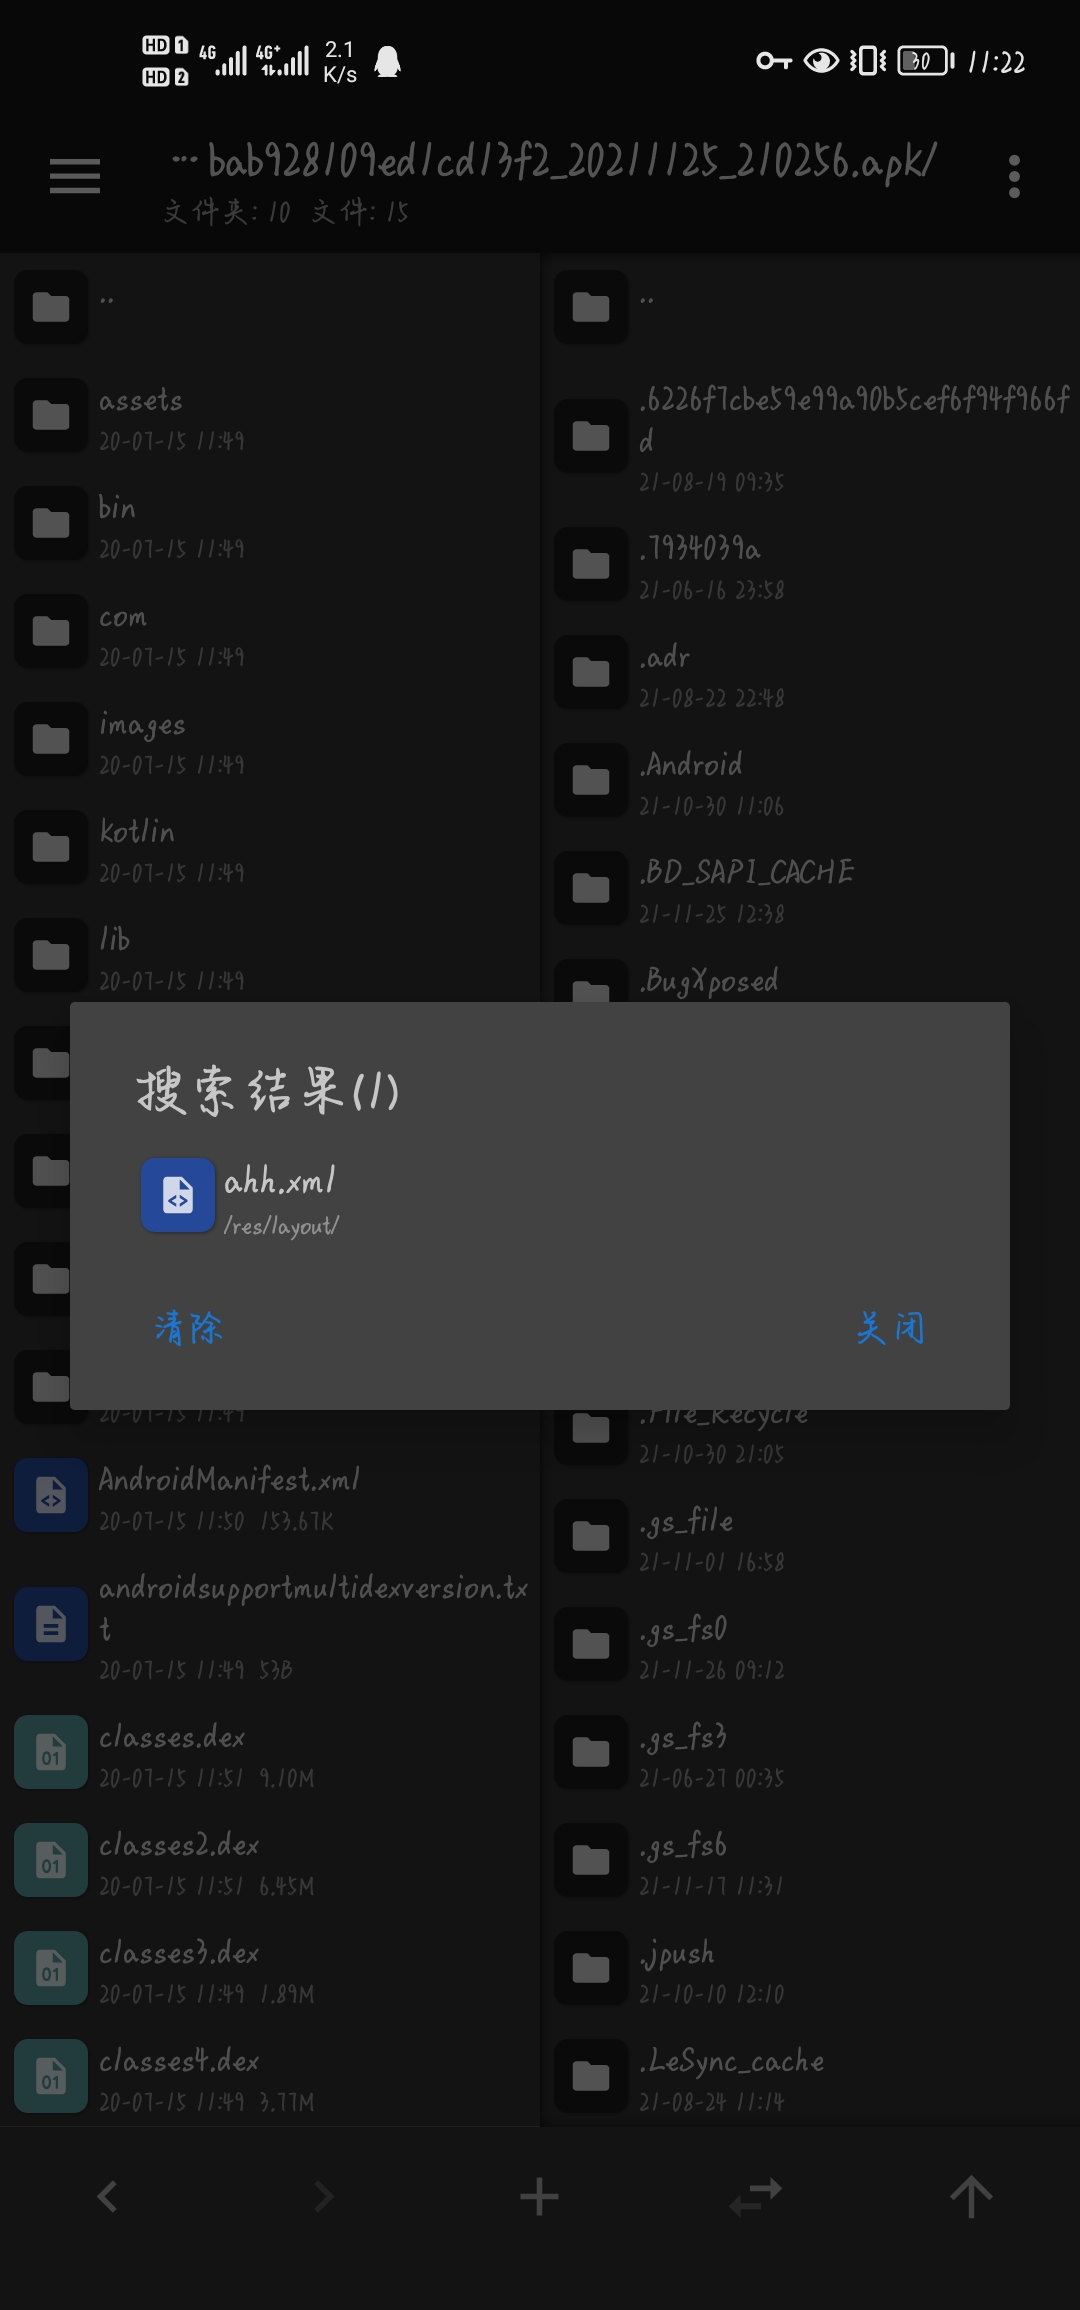 HD 1 4G 4G+ 2.1 30 11:22
HD 2 K/s
···bab928109ed1cd13f2_20211125_210256.apk/
文件夹: 10 文件: 15
..
assets
20-07-15 11:49
bin
20-07-15 11:49
com
20-07-15 11:49
images
20-07-15 11:49
kotlin
20-07-15 11:49
lib
20-07-15 11:49
20-07-15 11:49
AndroidManifest.xml
20-07-15 11:50 153.67K
androidsupportmultidexversion.tx
t
20-07-15 11:49 53B
classes.dex
20-07-15 11:51 9.10M
classes2.dex
20-07-15 11:51 6.45M
classes3.dex
20-07-15 11:49 1.89M
classes4.dex
20-07-15 11:49 3.77M
..
.6226f7cbe59e99a90b5cef6f94f966f
d
21-08-19 09:35
.7934039a
21-06-16 23:58
.adr
21-08-22 22:48
.Android
21-10-30 11:06
.BD_SAPI_CACHE
21-11-25 12:38
.BugXposed
.File_Recycle
21-10-30 21:05
.gs_file
21-11-01 16:58
.gs_fs0
21-11-26 09:12
.gs_fs3
21-06-27 00:35
.gs_fs6
21-11-17 11:31
.jpush
21-10-10 12:10
.LeSync_cache
21-08-24 11:14
搜索结果(1)
ahh.xml
/res/layout/
清除
关闭